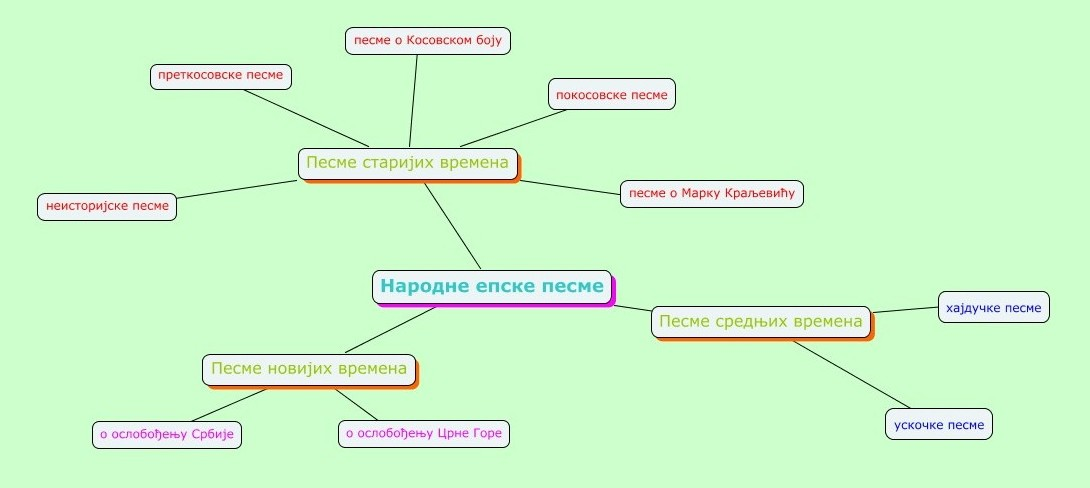 песме о Косовском боју
преткосовске песме
покосовске песме
Песме старијих времена
песме о Марку Краљевићу
неисторијске песме
Народне епске песме
хајдучке песме
Песме средњих времена
Песме новијих времена
ускочке песме
о ослобођењу Србије
о ослобођењу Црне Горе